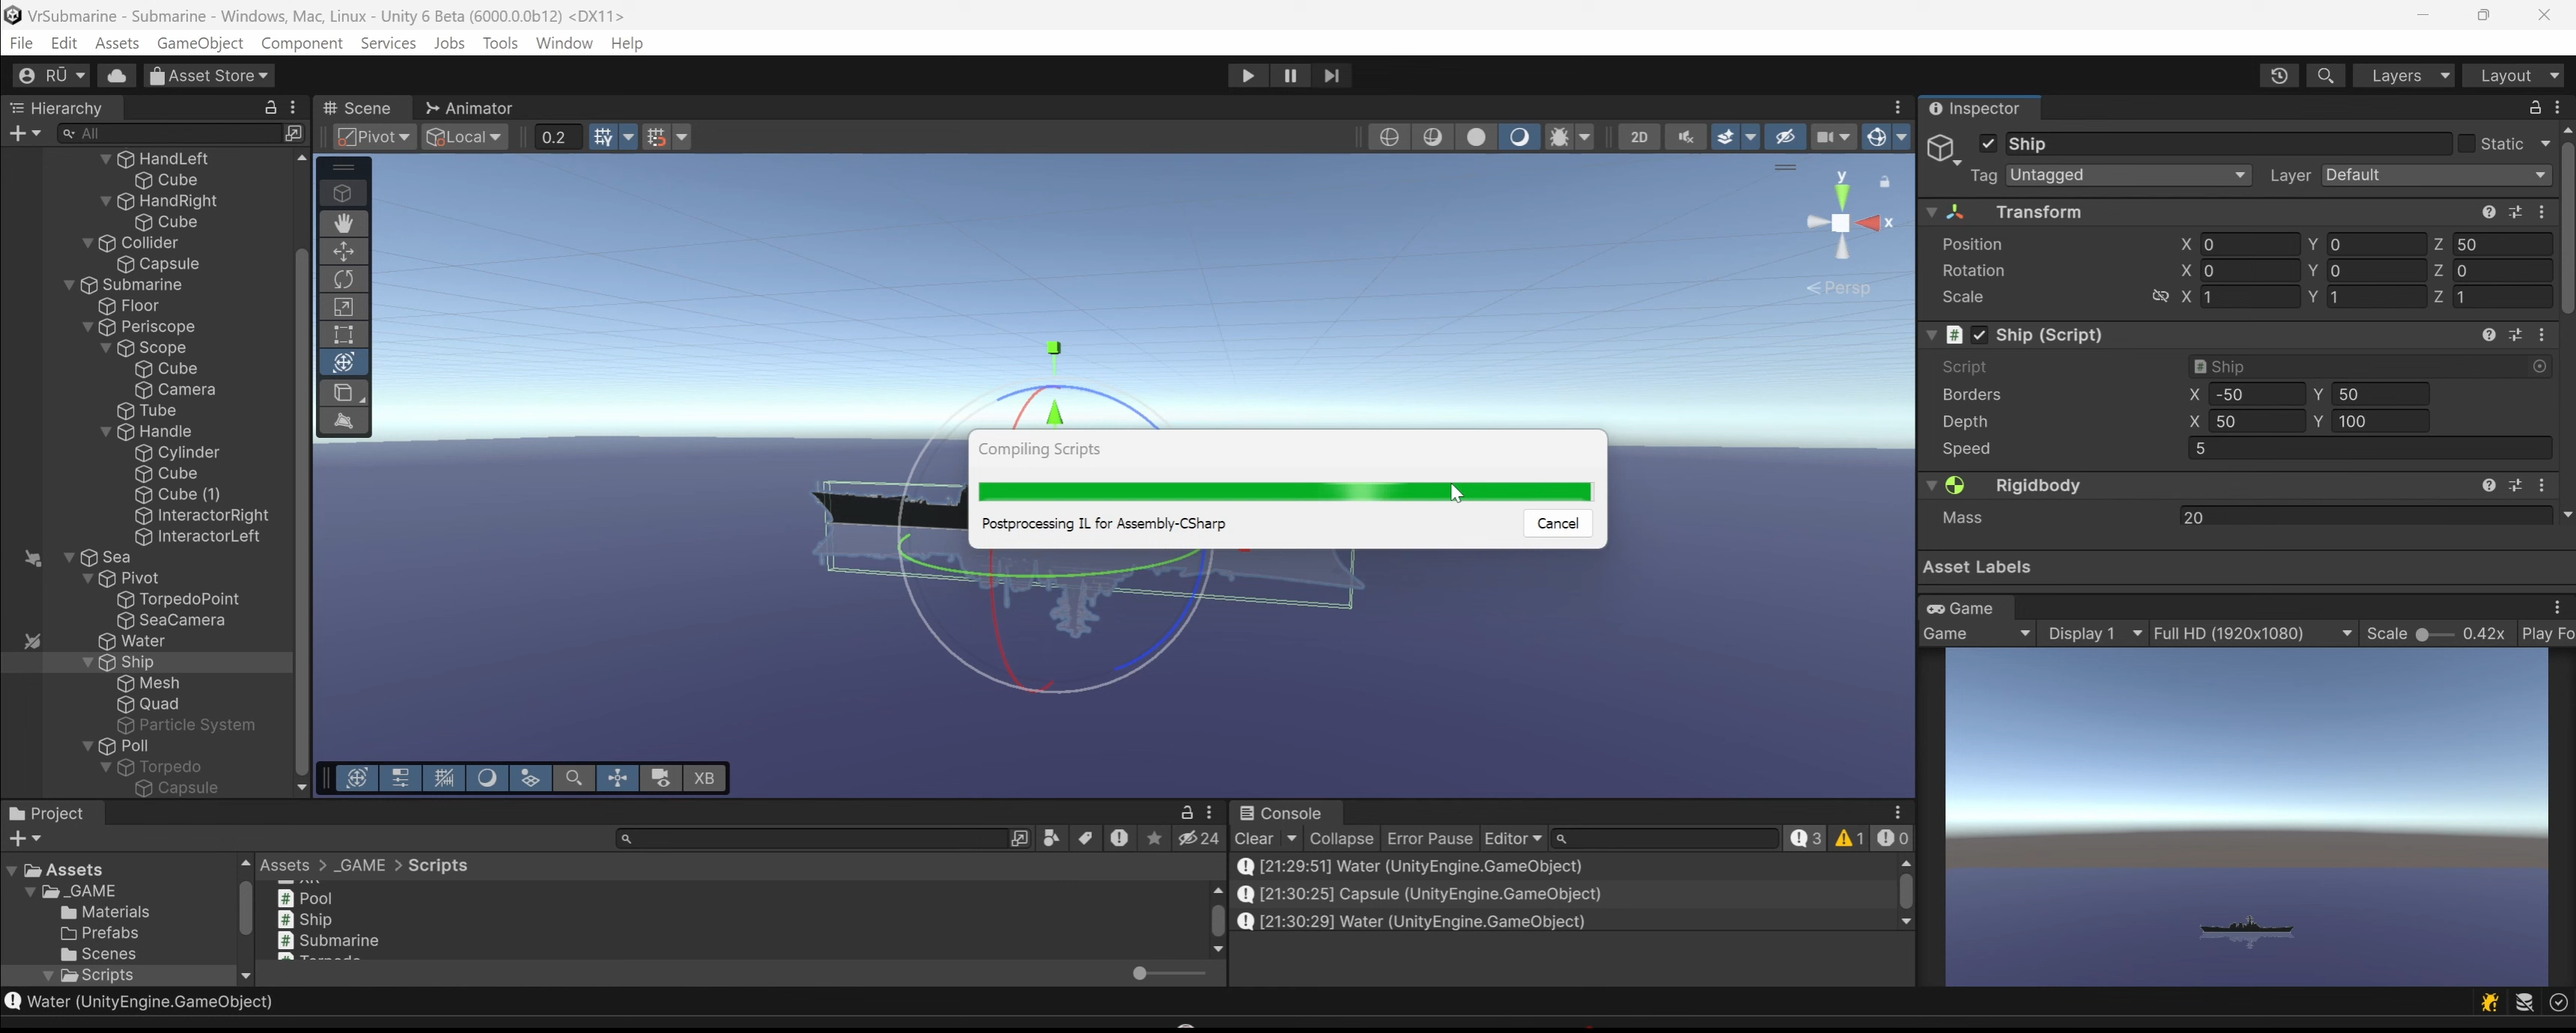 VrSubmarine - Submarine - Windows, Mac, Linux - Unity 6 Beta (6000.0.0b12) <DX11>
File Edit Assets GameObject Component Services Jobs Tools Window Help
RŪ Asset Store Layers Layout
Hierarchy
All
HandLeft
Cube
HandRight
Cube
Collider
Capsule
Submarine
Floor
Periscope
Scope
Cube
Camera
Tube
Handle
Cylinder
Cube
Cube (1)
InteractorRight
InteractorLeft
Sea
Pivot
TorpedoPoint
SeaCamera
Water
Ship
Mesh
Quad
Particle System
Poll
Torpedo
Capsule
Scene Animator
Pivot Local 0.2 2D
y
x
Persp
Compiling Scripts
Postprocessing IL for Assembly-CSharp
Cancel
XB
Inspector
Ship Static
Tag Untagged Layer Default
Transform
Position X 0 Y 0 Z 50
Rotation X 0 Y 0 Z 0
Scale X 1 Y 1 Z 1
# Ship (Script)
Script # Ship
Borders X -50 Y 50
Depth X 50 Y 100
Speed 5
Rigidbody
Mass 20
Asset Labels
Game
Game Display 1 Full HD (1920x1080) Scale 0.42x Play Fo
Project
24
Assets
_GAME
Materials
Prefabs
Scenes
Scripts
Assets > _GAME > Scripts
# Pool
# Ship
# Submarine
Console
Clear Collapse Error Pause Editor 3 1 0
[21:29:51] Water (UnityEngine.GameObject)
[21:30:25] Capsule (UnityEngine.GameObject)
[21:30:29] Water (UnityEngine.GameObject)
Water (UnityEngine.GameObject)